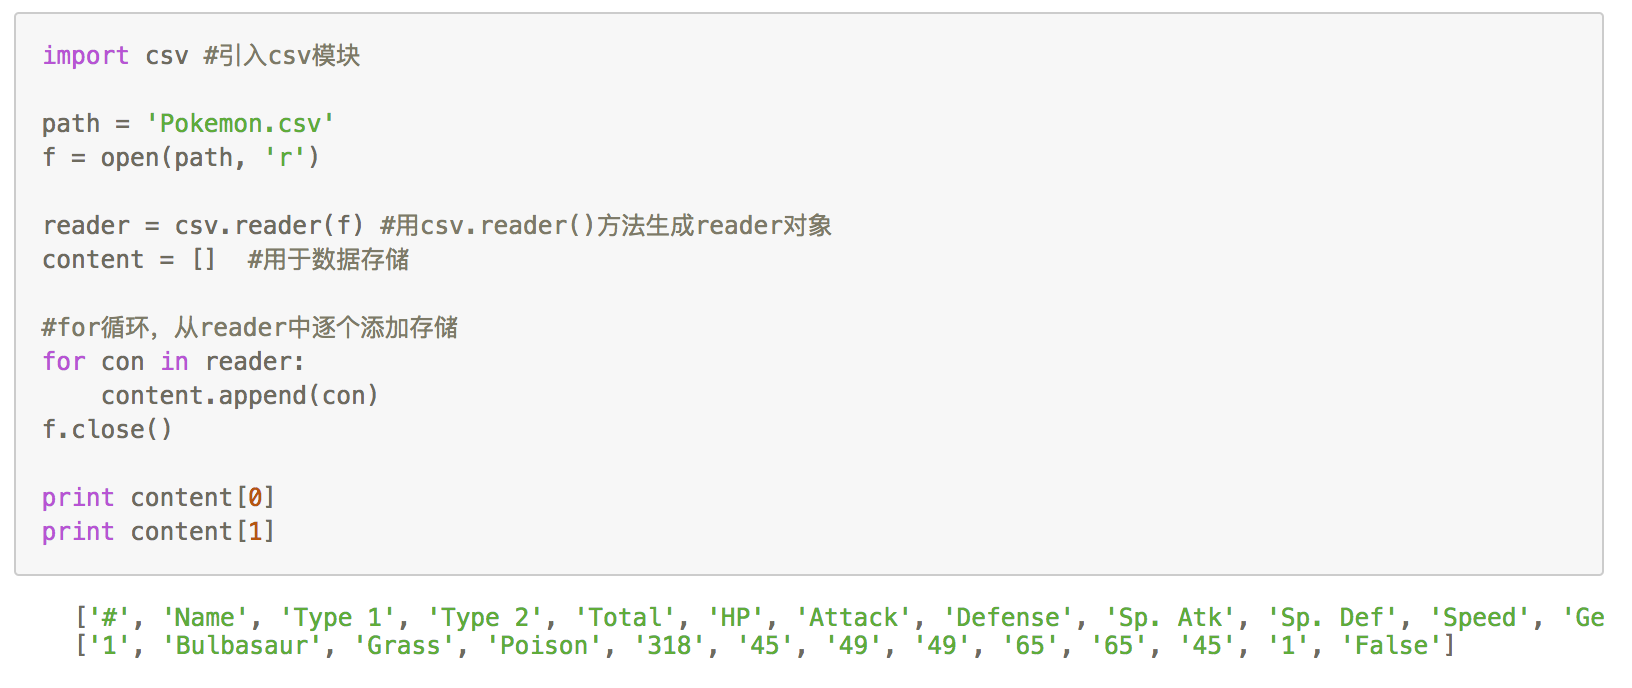 import csv #引入csv模块
path = 'Pokemon.csv'
f = open(path, 'r')
reader = csv.reader(f) #用csv.reader()方法生成reader对象
content = []  #用于数据存储
#for循环，从reader中逐个添加存储
for con in reader:
    content.append(con)
f.close()
print content[0]
print content[1]
['#', 'Name', 'Type 1', 'Type 2', 'Total', 'HP', 'Attack', 'Defense', 'Sp. Atk', 'Sp. Def', 'Speed', 'Ge
['1', 'Bulbasaur', 'Grass', 'Poison', '318', '45', '49', '49', '65', '65', '45', '1', 'False']